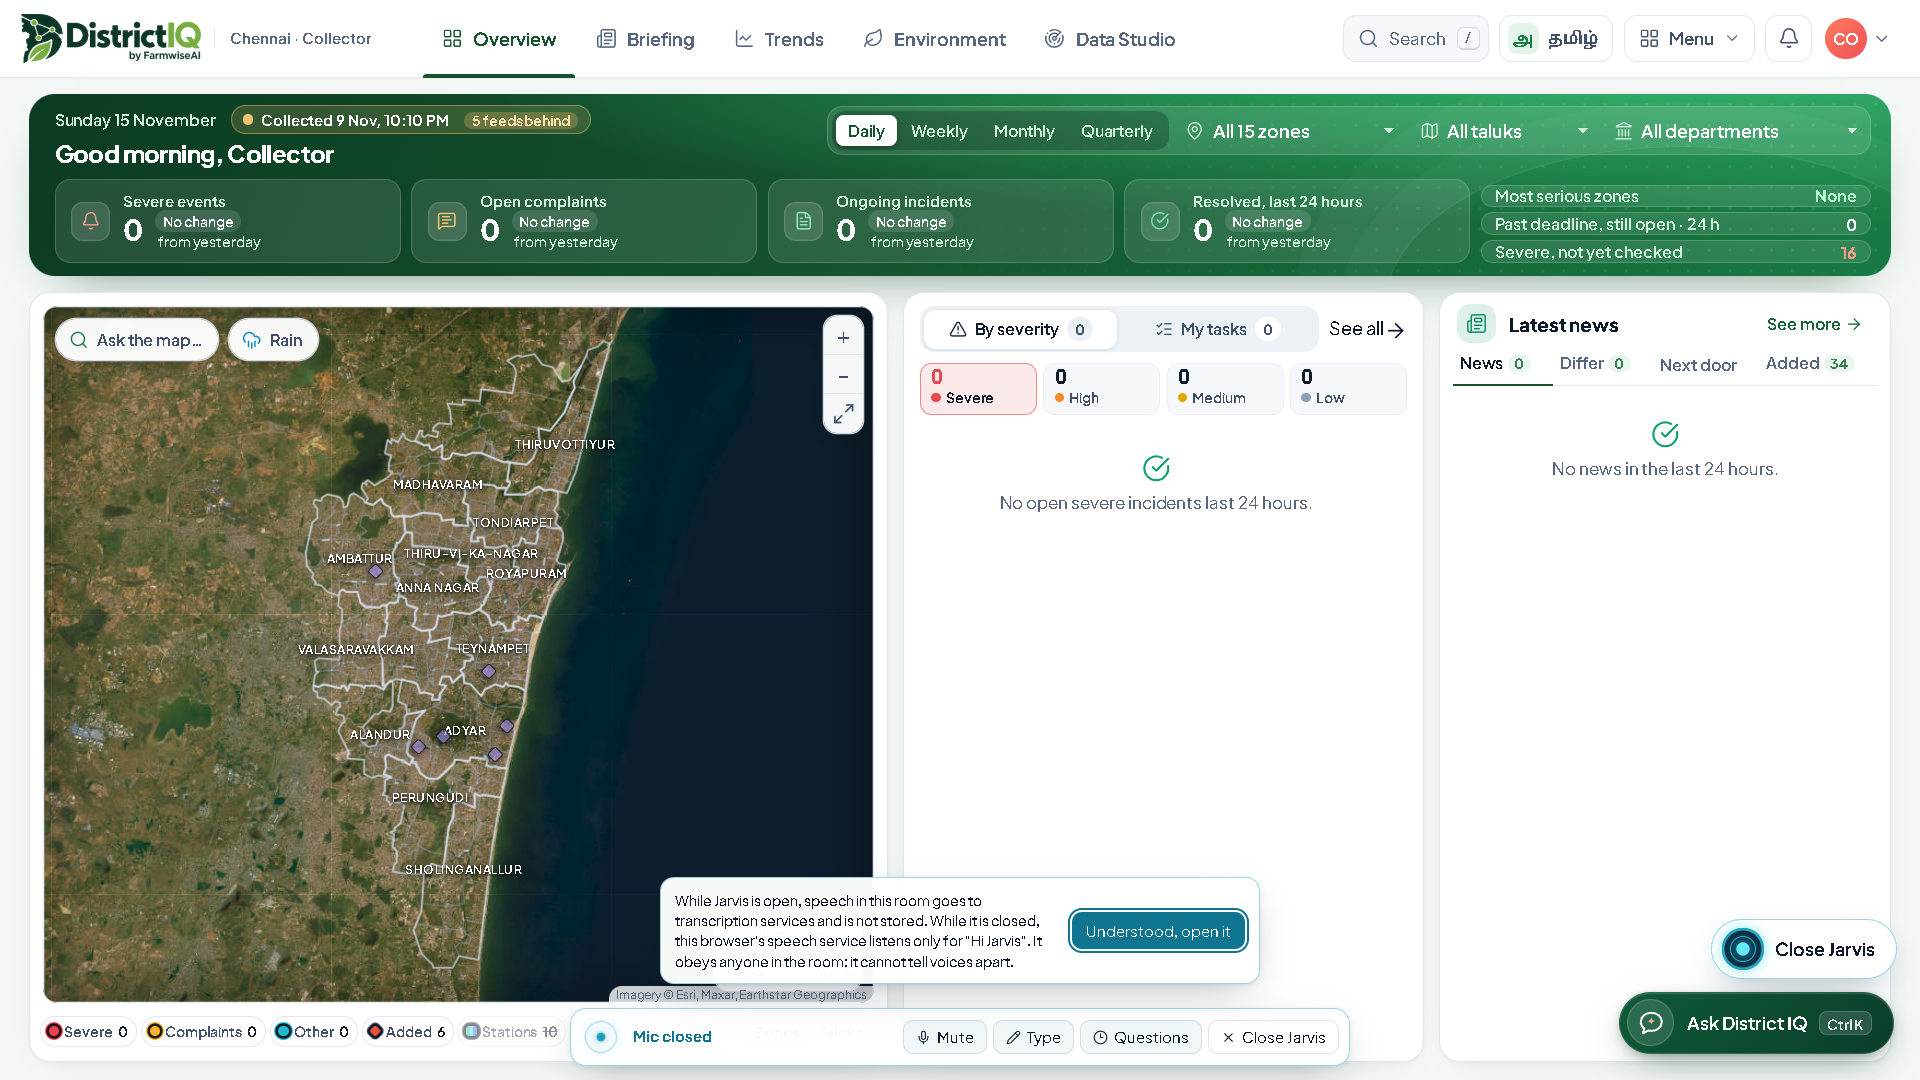 DistrictIQ
by FarmwiseAI
Chennai · Collector
Overview
Briefing
Trends
Environment
Data Studio
Search /
அ தமிழ்
Menu
CO
Sunday 15 November
Collected 9 Nov, 10:10 PM 5 feeds behind
Good morning, Collector
Daily Weekly Monthly Quarterly
All 15 zones
All taluks
All departments
Severe events
0 No change
from yesterday
Open complaints
0 No change
from yesterday
Ongoing incidents
0 No change
from yesterday
Resolved, last 24 hours
0 No change
from yesterday
Most serious zones None
Past deadline, still open · 24 h 0
Severe, not yet checked 16
Ask the map...
Rain
+
−
THIRUVOTTIYUR
MADHAVARAM
TONDIARPET
AMBATTUR
THIRU-VI-KA-NAGAR
ROYAPURAM
ANNA NAGAR
VALASARAVAKKAM
TEYNAMPET
ALANDUR
ADYAR
PERUNGUDI
SHOLINGANALLUR
Imagery © Esri, Maxar, Earthstar Geographics
Severe 0
Complaints 0
Other 0
Added 6
Stations 10
By severity 0
My tasks 0
See all
0
Severe
0
High
0
Medium
0
Low
No open severe incidents last 24 hours.
Latest news
See more
News 0
Differ 0
Next door
Added 34
No news in the last 24 hours.
While Jarvis is open, speech in this room goes to
transcription services and is not stored. While it is closed,
this browser's speech service listens only for "Hi Jarvis". It
obeys anyone in the room: it cannot tell voices apart.
Understood, open it
Mic closed
Zones Taluks
Mute
Type
Questions
Close Jarvis
Close Jarvis
Ask District IQ Ctrl K